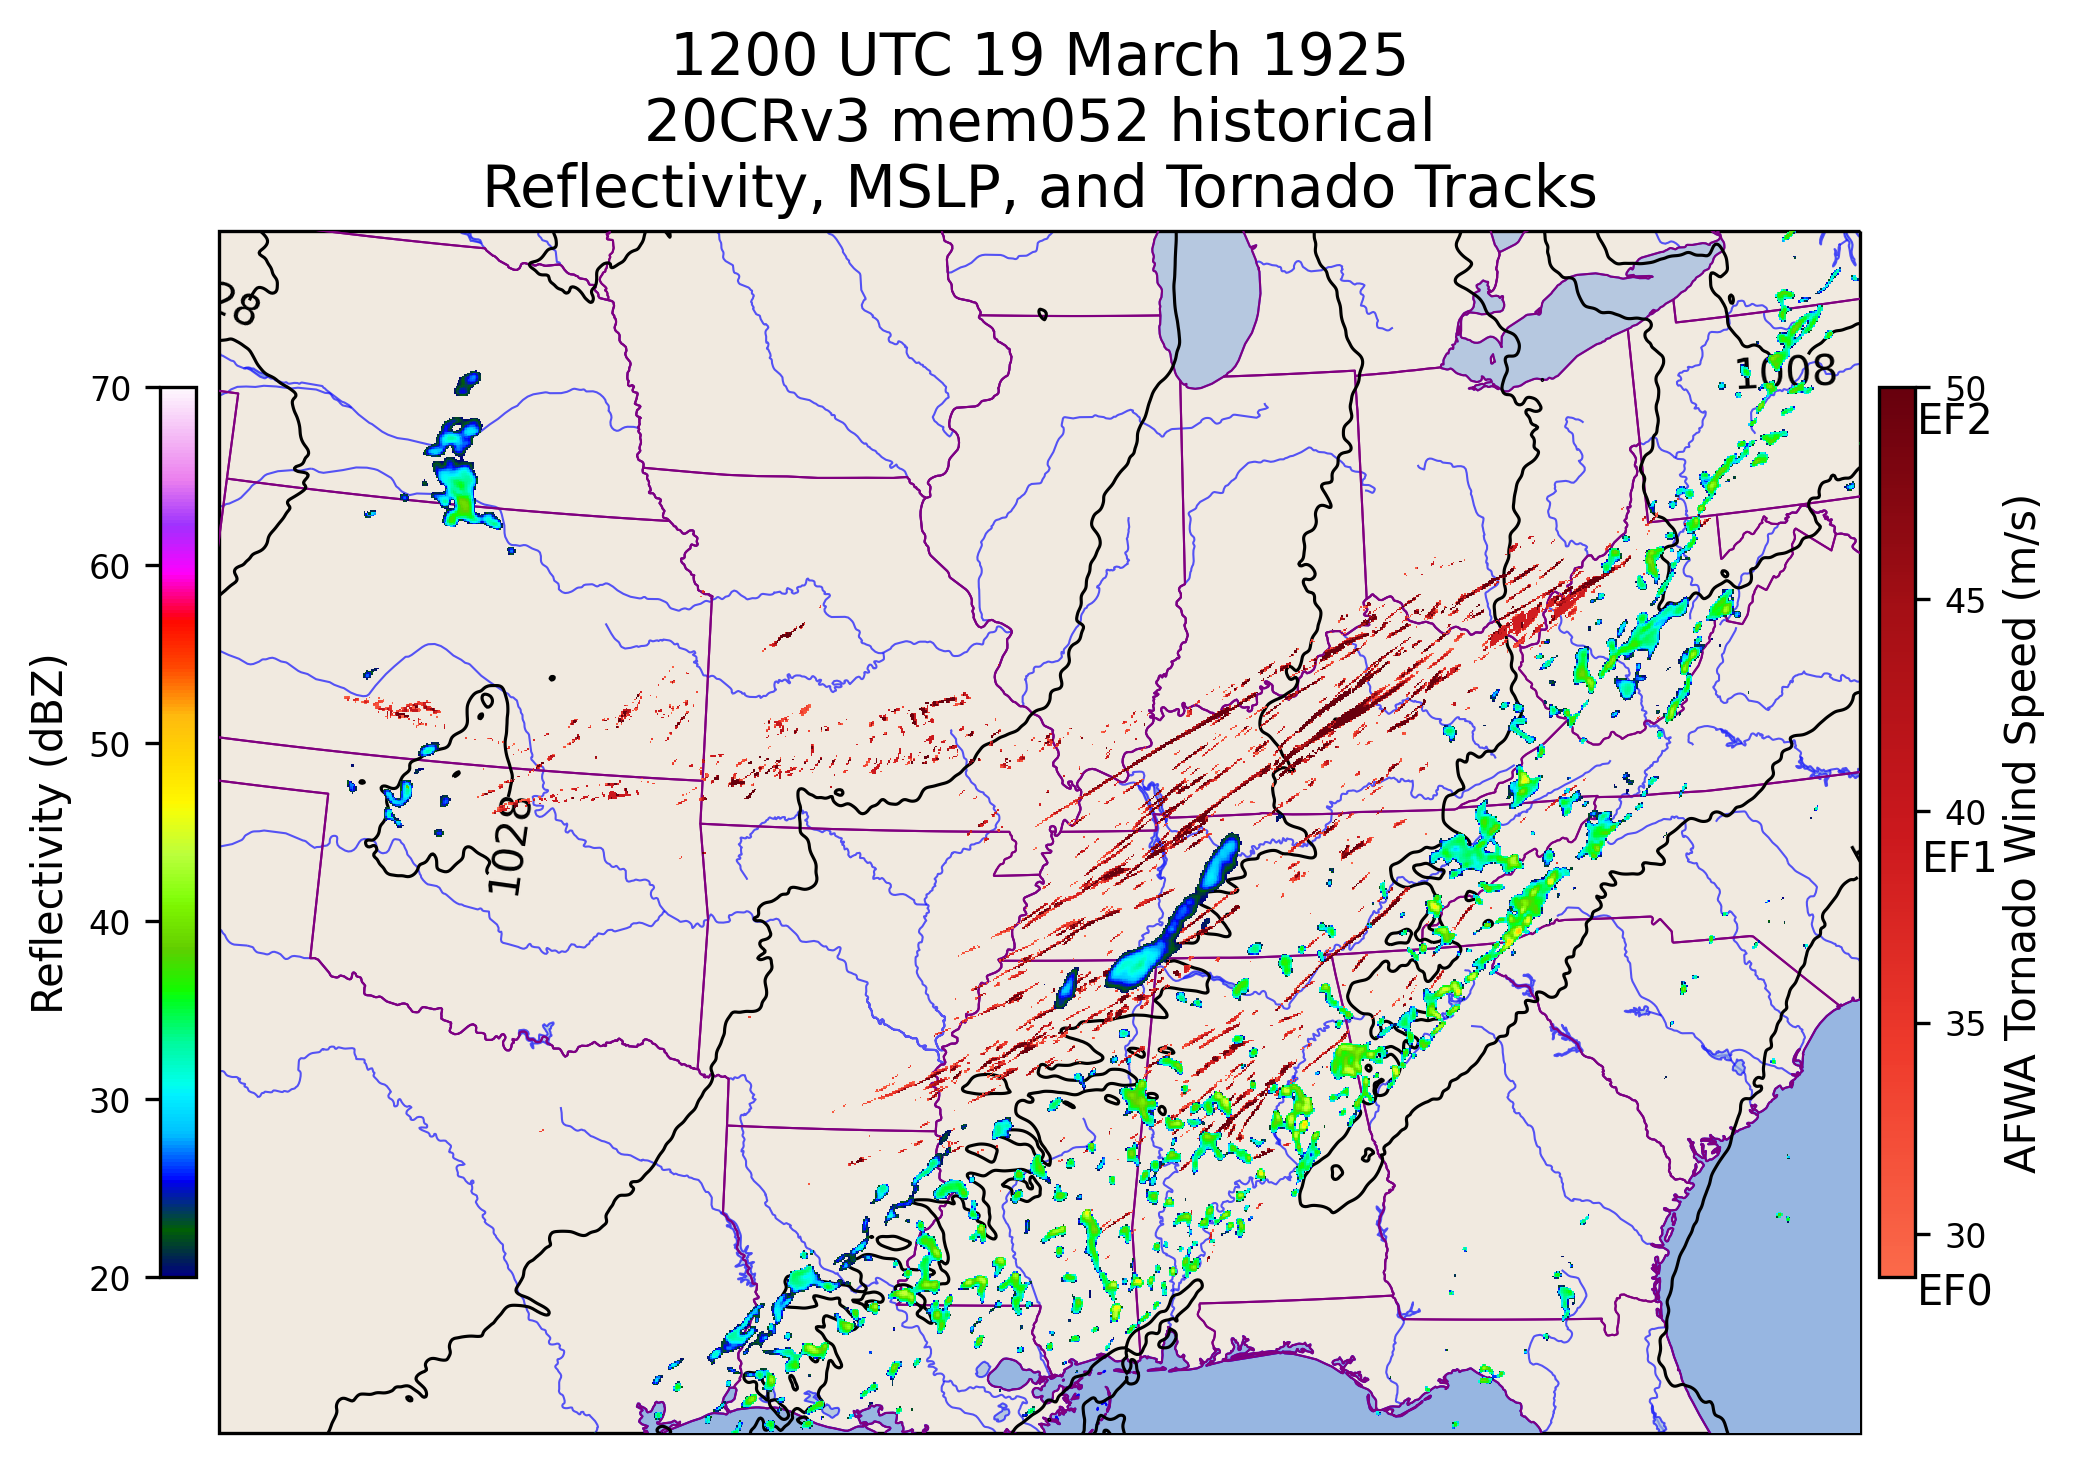 1200 UTC 19 March 1925
20CRv3 mem052 historical
Reflectivity, MSLP, and Tornado Tracks
28
1008
1028
70
60
50
40
30
20
Reflectivity (dBZ)
50
EF2
45
40
EF1
35
30
EF0
AFWA Tornado Wind Speed (m/s)